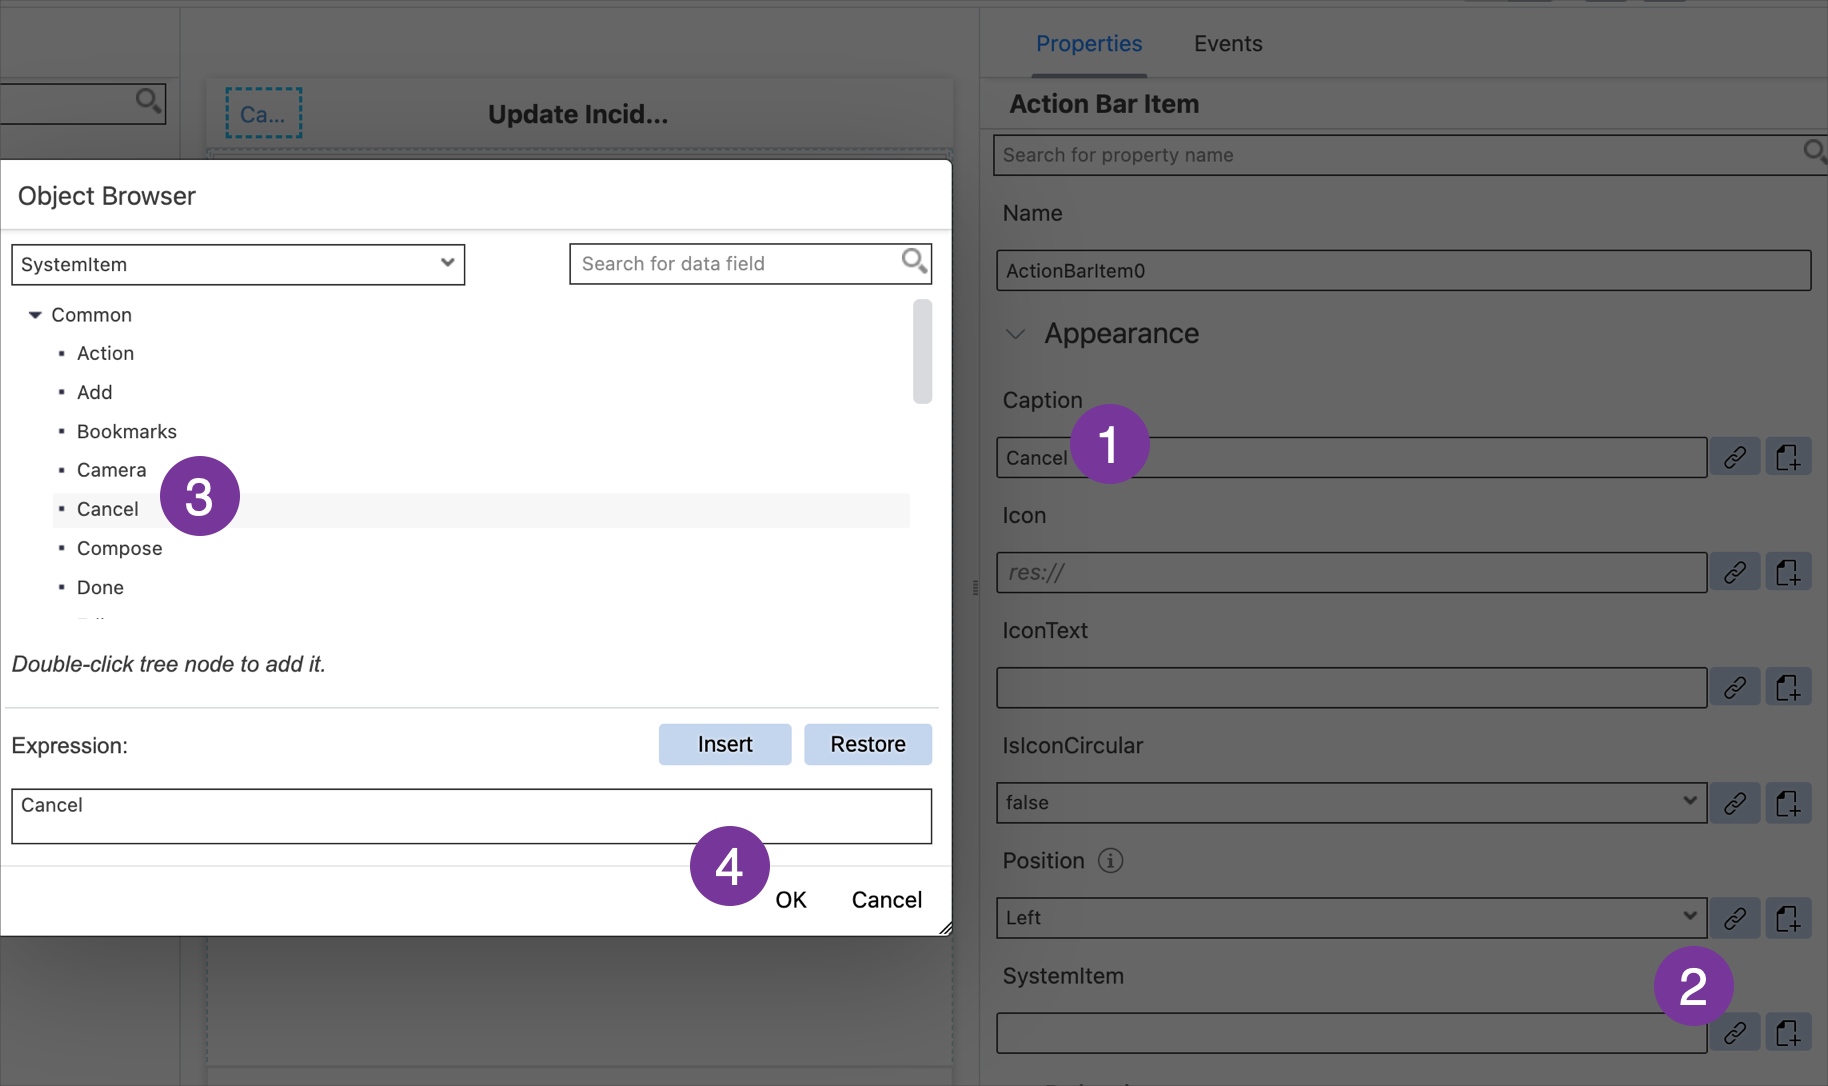 Properties
Events
Ca...
Update Incid...
Action Bar Item
Search for property name
Object Browser
Name
SystemItem
Search for data field
ActionBarItem0
Common
Appearance
Action
Add
Caption
Bookmarks
1
Cancel
Camera
3
Cancel
Icon
Compose
res://
Done
IconText
Double-click tree node to add it.
Expression:
Insert
Restore
IsIconCircular
Cancel
false
4
Position
OK
Cancel
Left
SystemItem
2